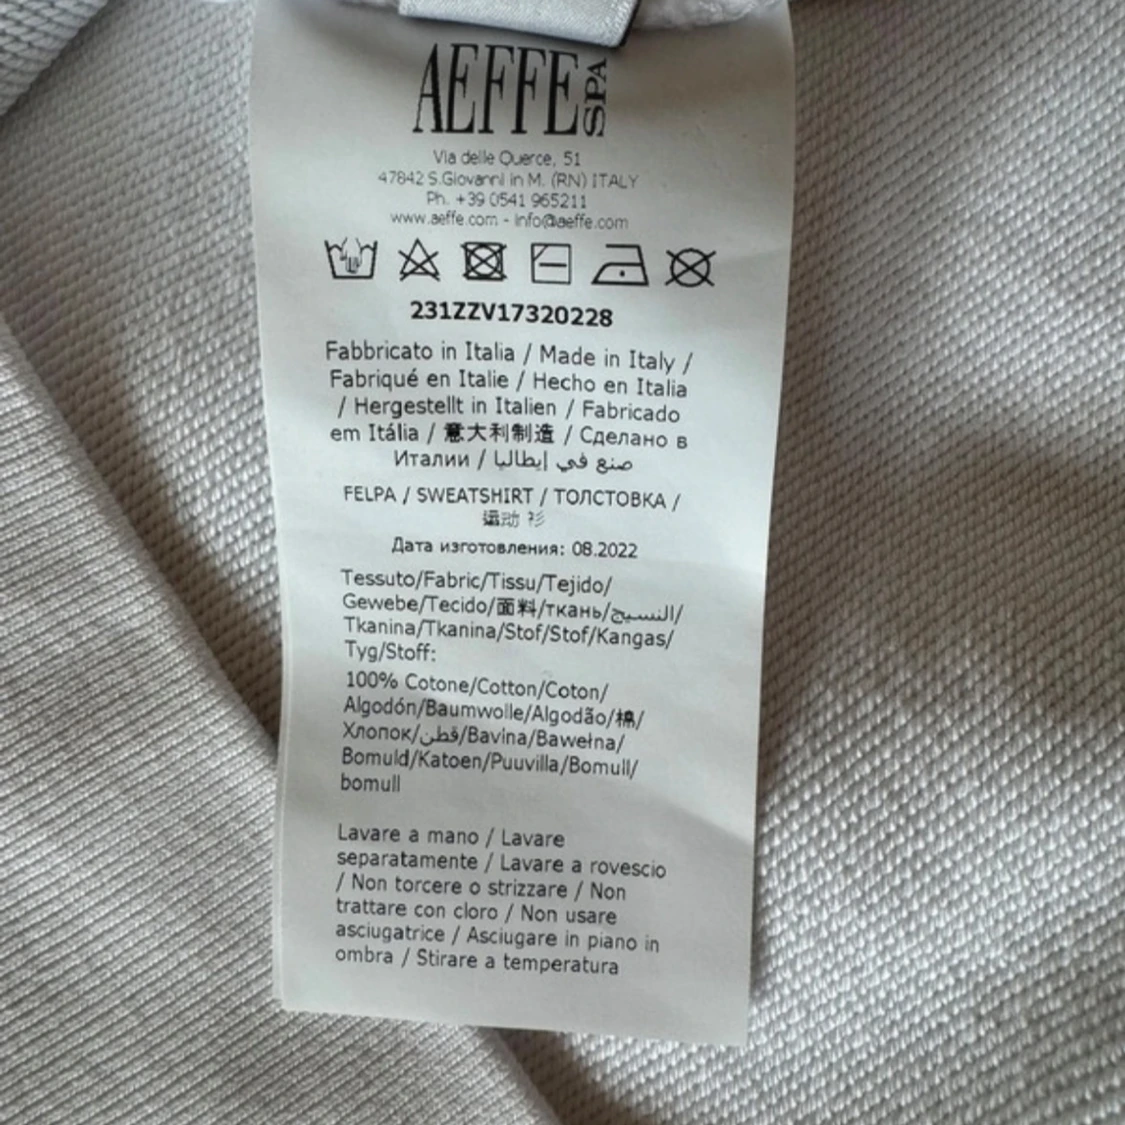 AEFFE SPA
Via delle Querce, 51
47842 S.Giovanni in M. (RN) ITALY
Ph. +39 0541 965211
www.aeffe.com - info@aeffe.com
231ZZV17320228
Fabbricato in Italia / Made in Italy /
Fabriqué en Italie / Hecho en Italia
/ Hergestellt in Italien / Fabricado
em Itália / 意大利制造 / Сделано в
Италии / صنع في إيطاليا
FELPA / SWEATSHIRT / ТОЛСТОВКА /
运动 衫
Дата изготовления: 08.2022
Tessuto/Fabric/Tissu/Tejido/
Gewebe/Tecido/面料/ткань/النسيج/
Tkanina/Tkanina/Stof/Stof/Kangas/
Tyg/Stoff:
100% Cotone/Cotton/Coton/
Algodón/Baumwolle/Algodão/棉/
Хлопок/قطن/Bavina/Bawełna/
Bomuld/Katoen/Puuvilla/Bomull/
bomull
Lavare a mano / Lavare
separatamente / Lavare a rovescio
/ Non torcere o strizzare / Non
trattare con cloro / Non usare
asciugatrice / Asciugare in piano in
ombra / Stirare a temperatura